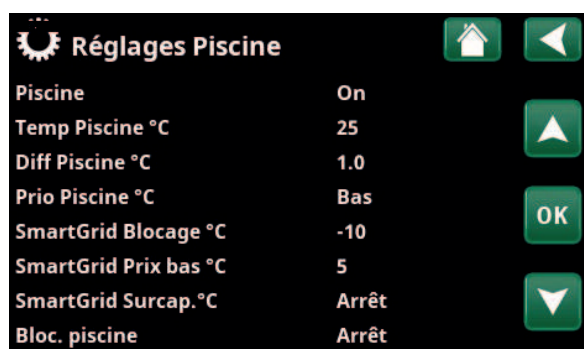 Réglages Piscine
Piscine On
Temp Piscine °C 25
Diff Piscine °C 1.0
Prio Piscine °C Bas
SmartGrid Blocage °C -10
SmartGrid Prix bas °C 5
SmartGrid Surcap.°C Arrêt
Bloc. piscine Arrêt
OK